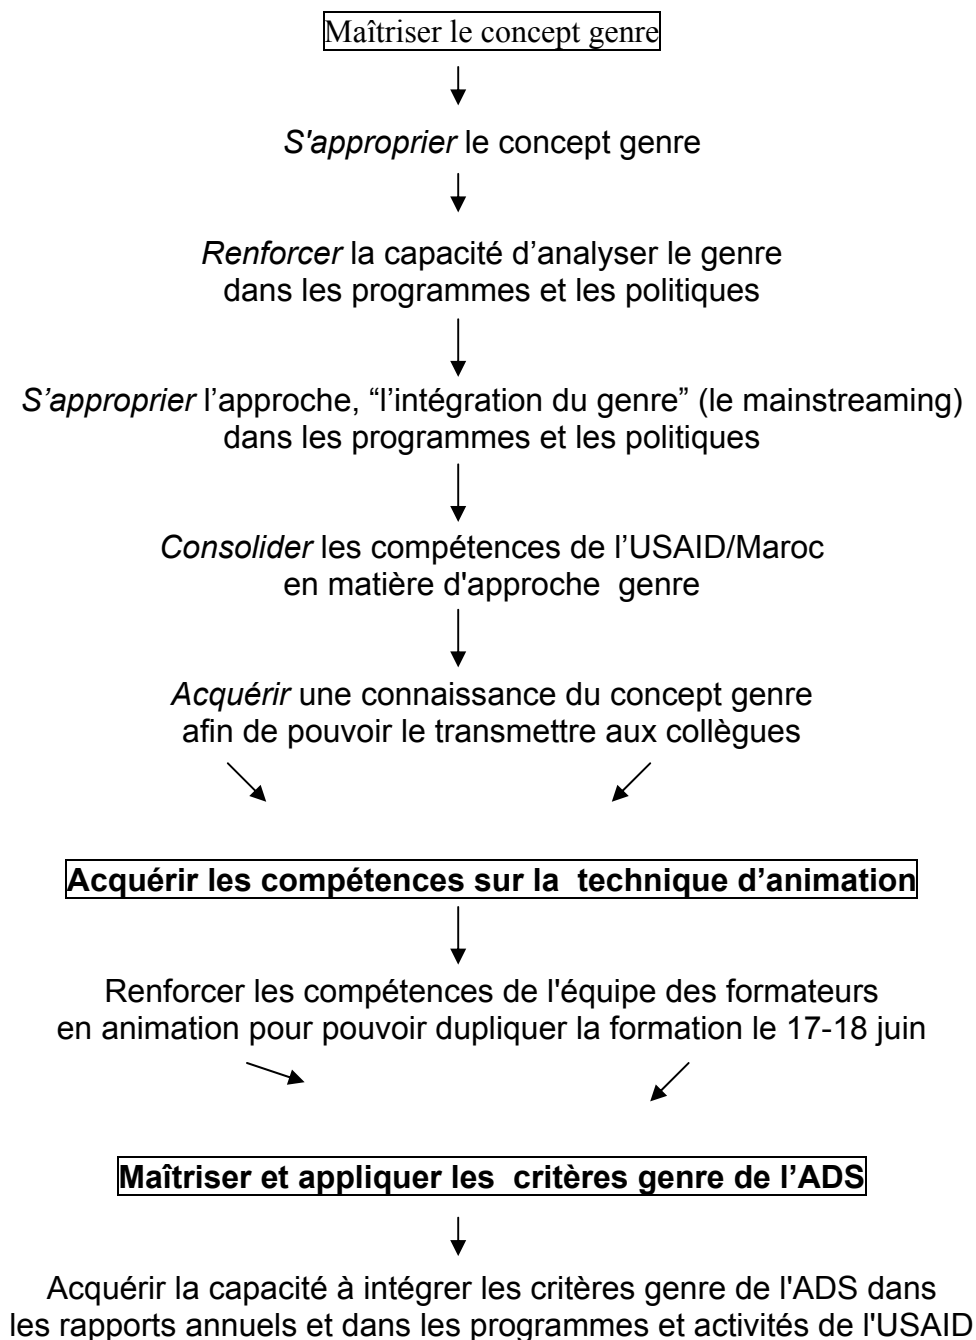 Maîtriser le concept genre
S'approprier le concept genre
Renforcer la capacité d’analyser le genre
dans les programmes et les politiques
S’approprier l’approche, “l’intégration du genre” (le mainstreaming)
dans les programmes et les politiques
Consolider les compétences de l’USAID/Maroc
en matière d'approche  genre
Acquérir une connaissance du concept genre
afin de pouvoir le transmettre aux collègues
Acquérir les compétences sur la  technique d’animation
Renforcer les compétences de l'équipe des formateurs
en animation pour pouvoir dupliquer la formation le 17-18 juin
Maîtriser et appliquer les  critères genre de l’ADS
Acquérir la capacité à intégrer les critères genre de l'ADS dans
les rapports annuels et dans les programmes et activités de l'USAID